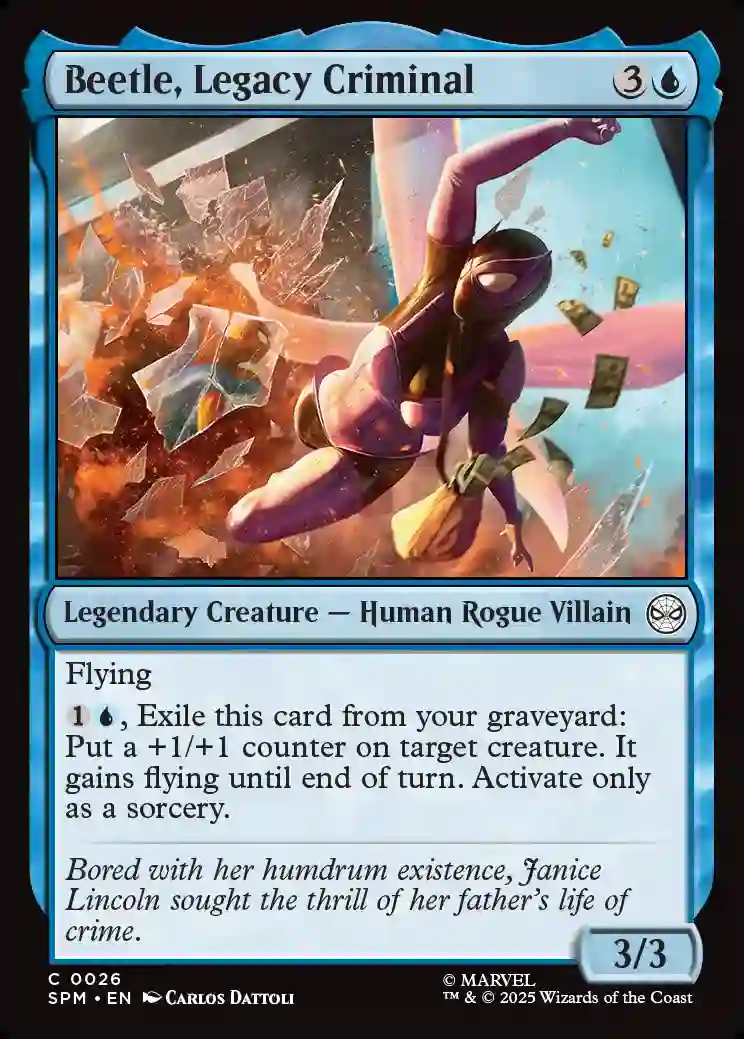 Beetle, Legacy Criminal 3
Legendary Creature — Human Rogue Villain
Flying
1, Exile this card from your graveyard:
Put a +1/+1 counter on target creature. It
gains flying until end of turn. Activate only
as a sorcery.
Bored with her humdrum existence, Janice
Lincoln sought the thrill of her father's life of
crime.
3/3
C 0026
SPM • EN CARLOS DATTOLI
© MARVEL
™ & © 2025 Wizards of the Coast